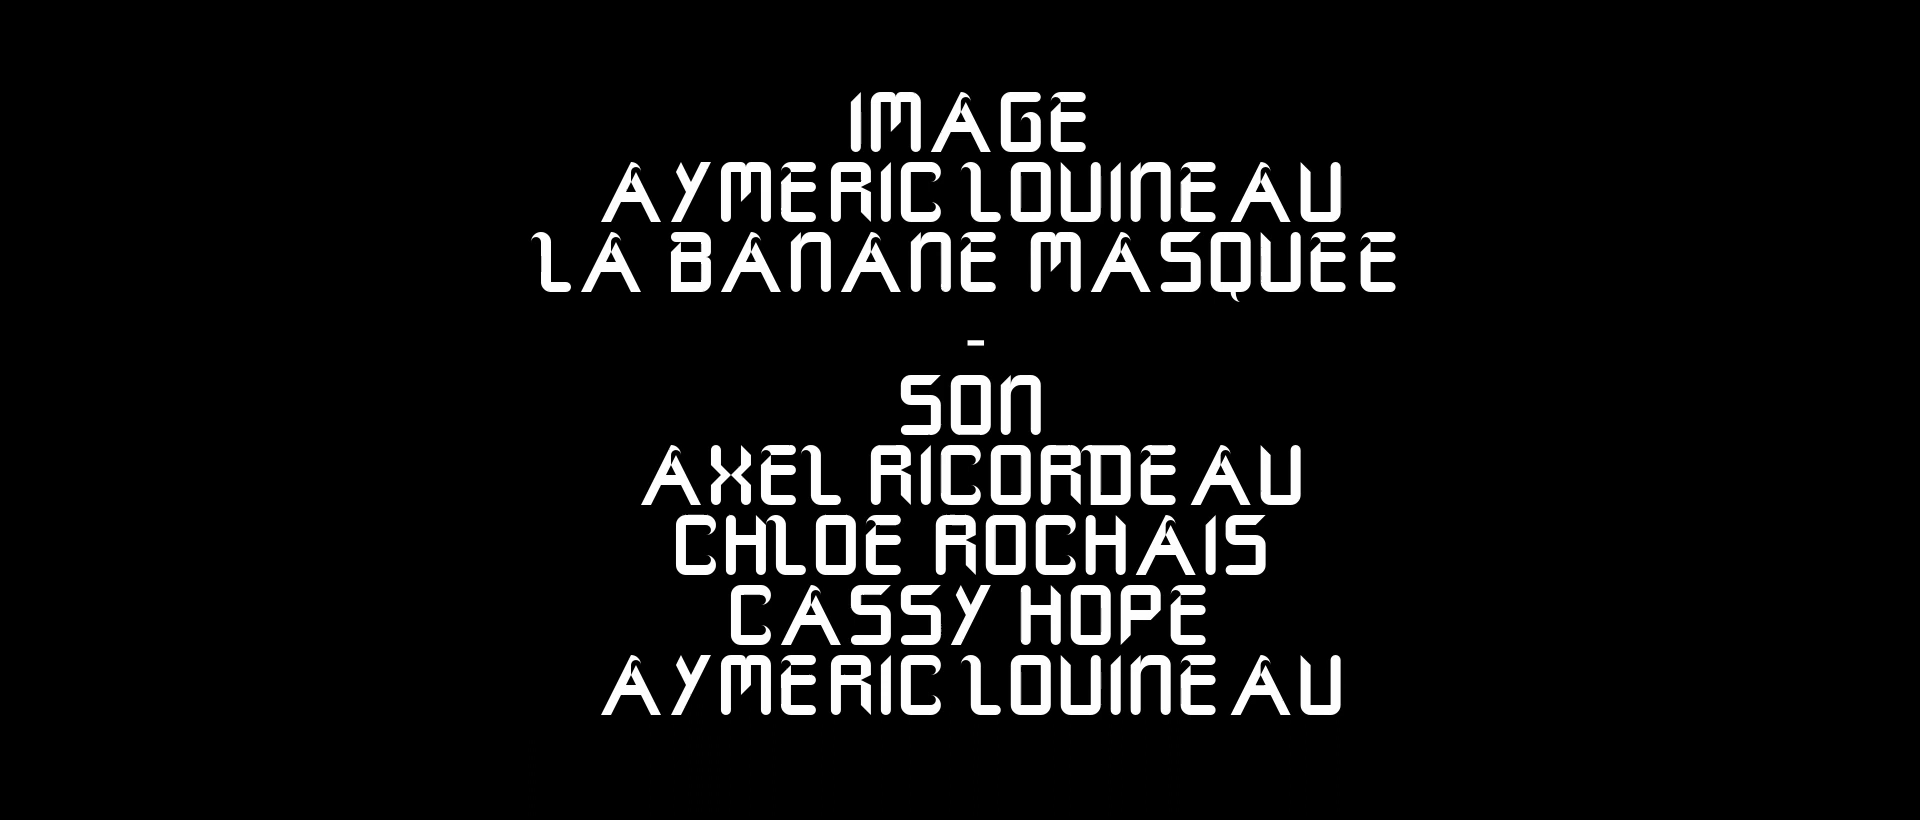 IMAGE
AYMERIC LOUINEAU
LA BANANE MASQUEE
-
SON
AXEL RICORDEAU
CHLOE ROCHAIS
CASSY HOPE
AYMERIC LOUINEAU